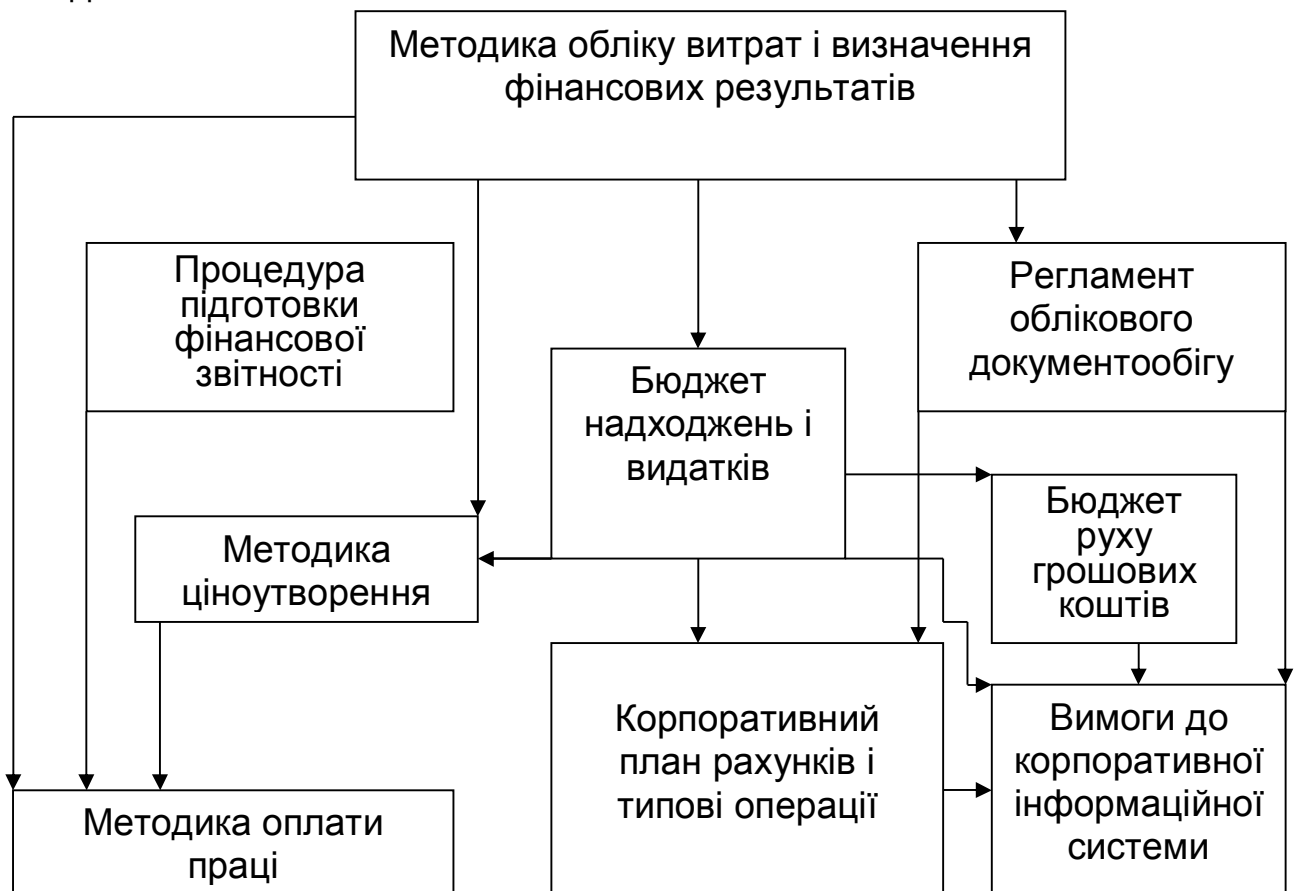 Методика обліку витрат і визначення
фінансових результатів
Процедура
підготовки
фінансової
звітності
Регламент
облікового
документообігу
Бюджет
надходжень і
видатків
Бюджет
руху
грошових
коштів
Методика
ціноутворення
Корпоративний
план рахунків і
типові операції
Вимоги до
корпоративної
інформаційної
системи
Методика оплати
праці